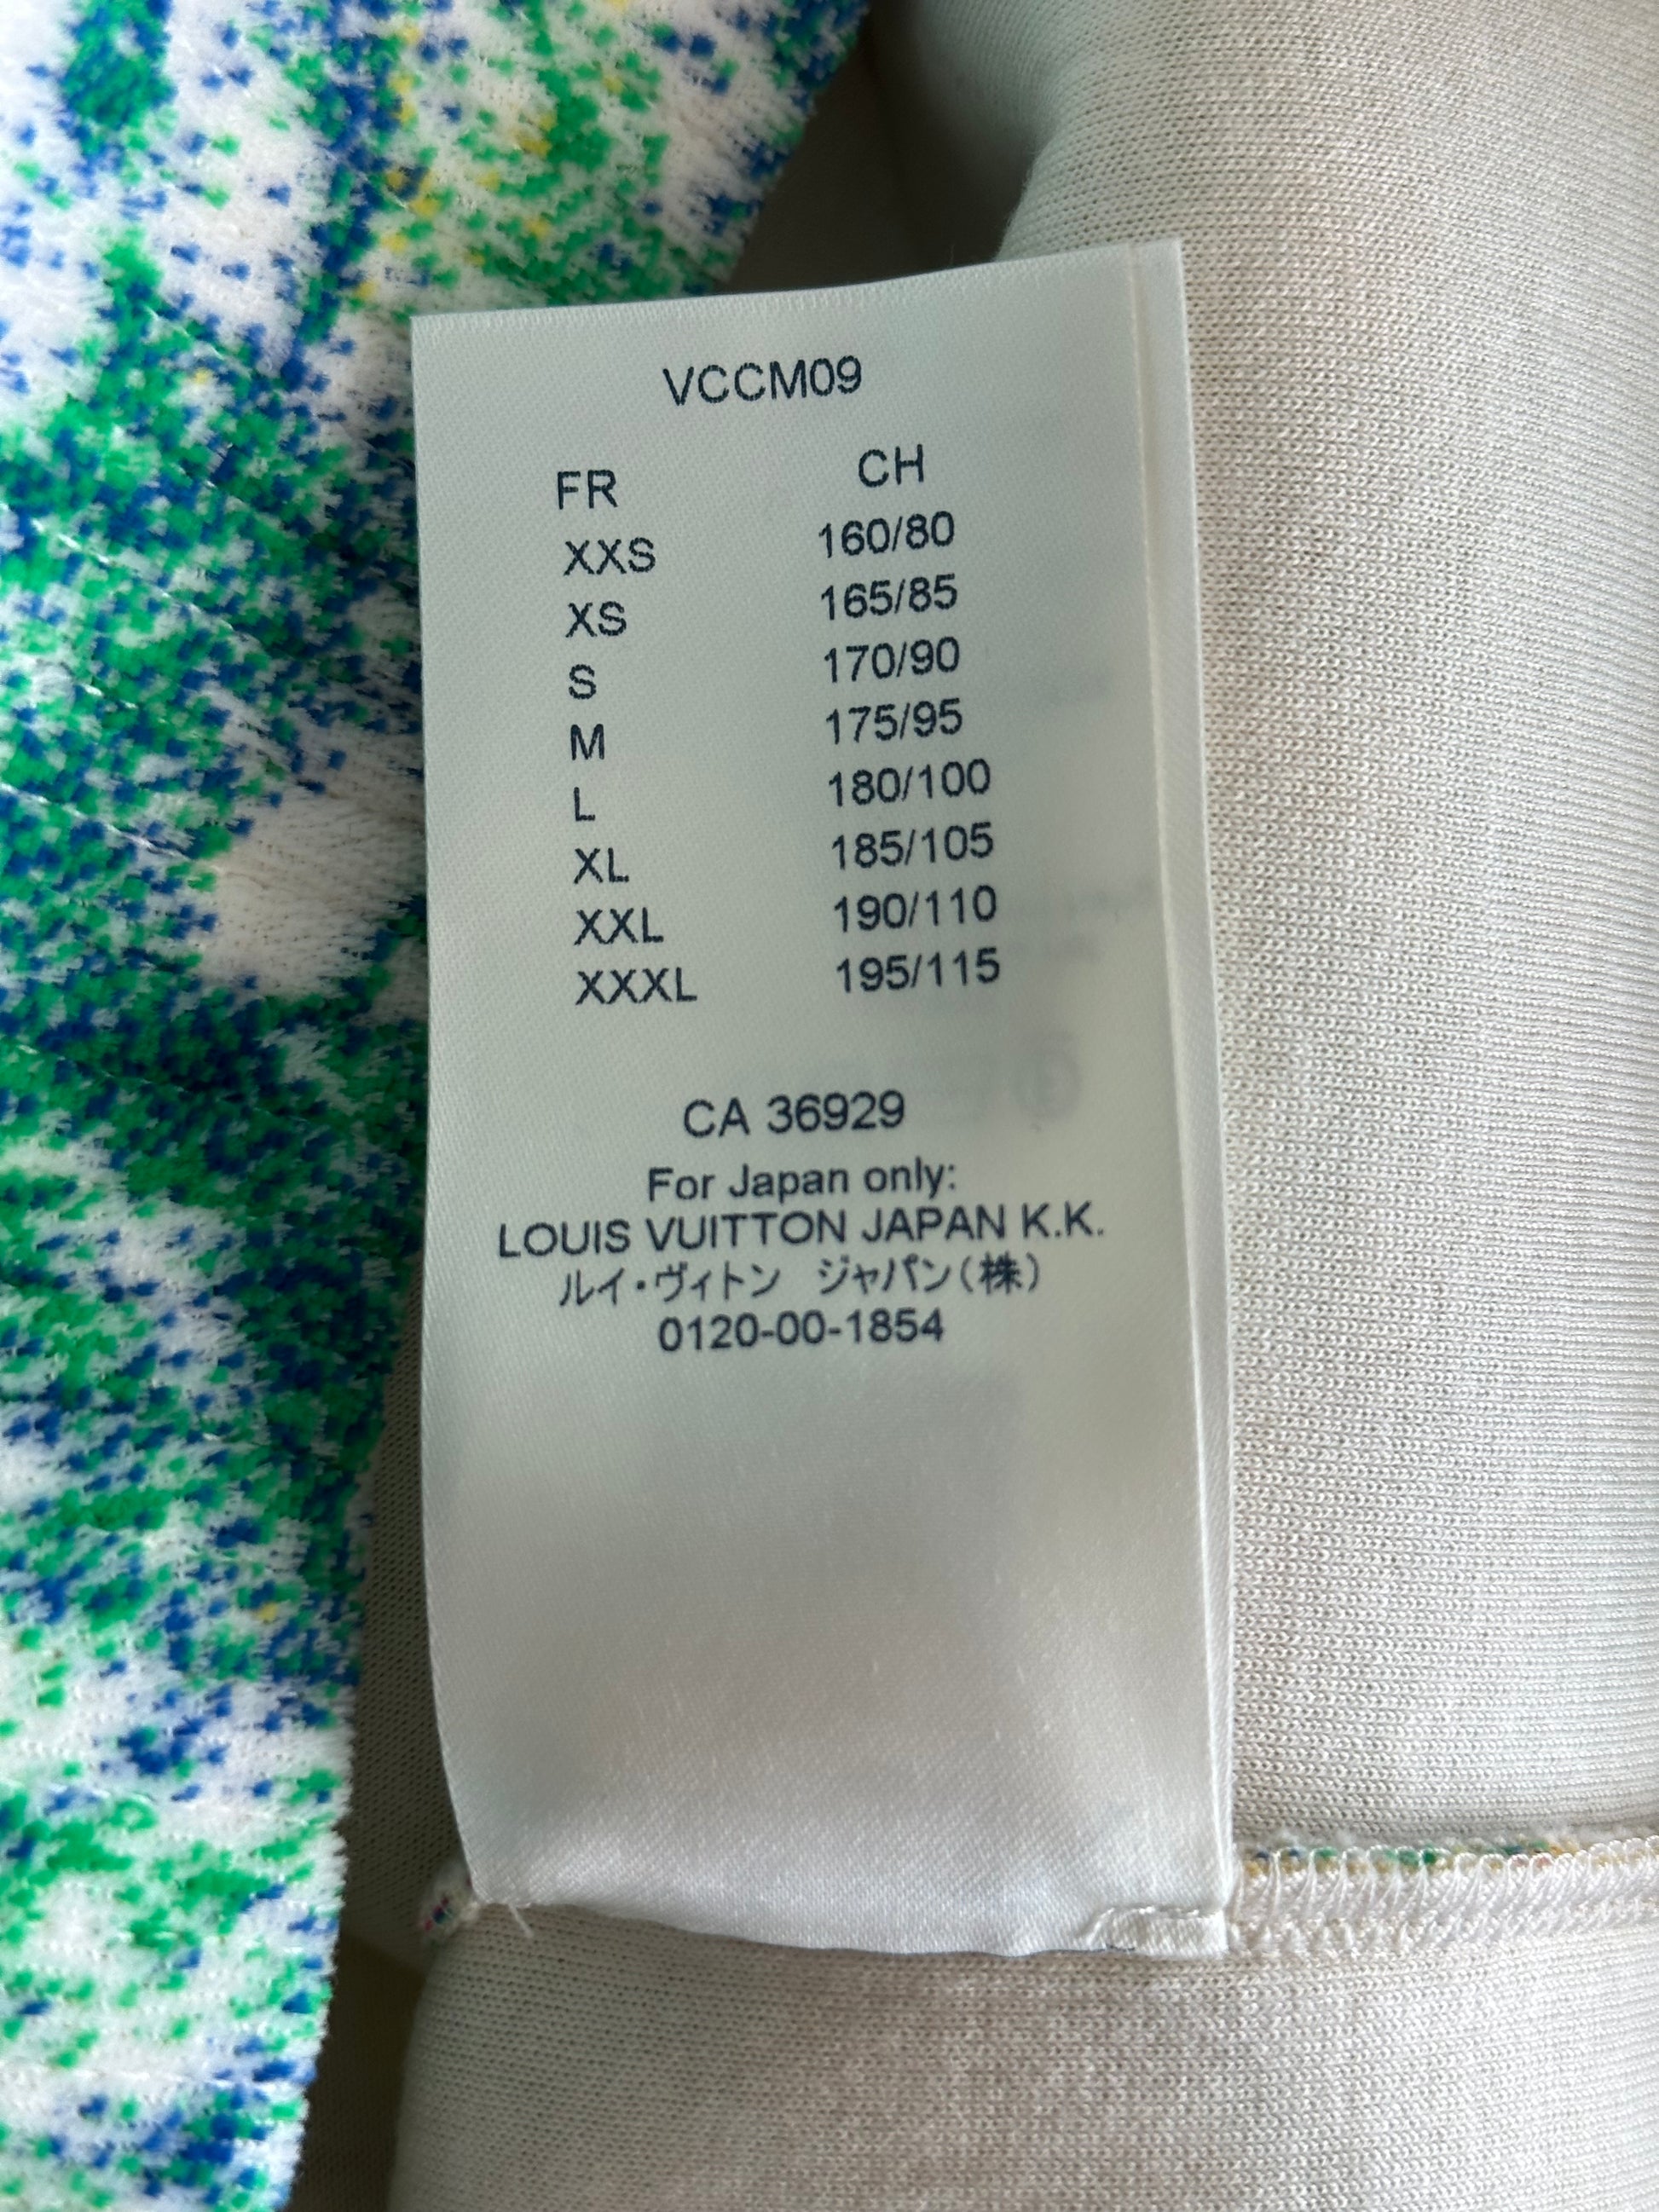 VCCM09
FR CH
XXS 160/80
XS 165/85
S 170/90
M 175/95
L 180/100
XL 185/105
XXL 190/110
XXXL 195/115
CA 36929
For Japan only:
LOUIS VUITTON JAPAN K.K.
ルイ・ヴィトン ジャパン(株)
0120-00-1854